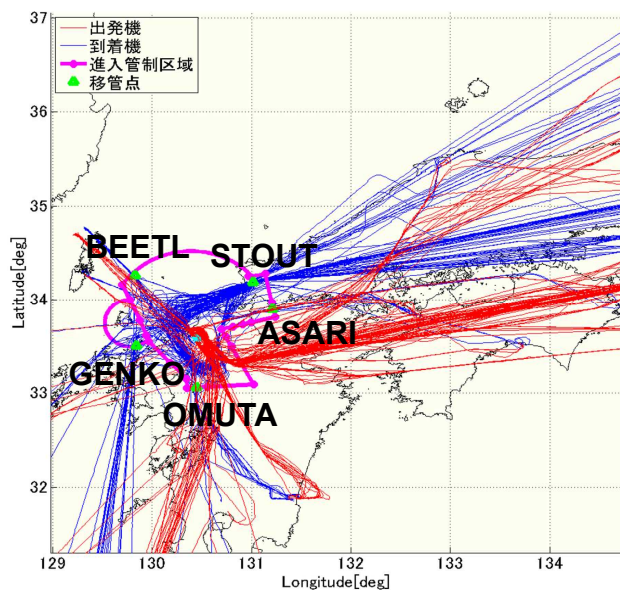 37
出発機
到着機
進入管制区域
移管点
36
35
BEETL
STOUT
34
ASARI
GENKO
33
OMUTA
32
Latitude[deg]
129
130
131
132
133
134
Longitude[deg]